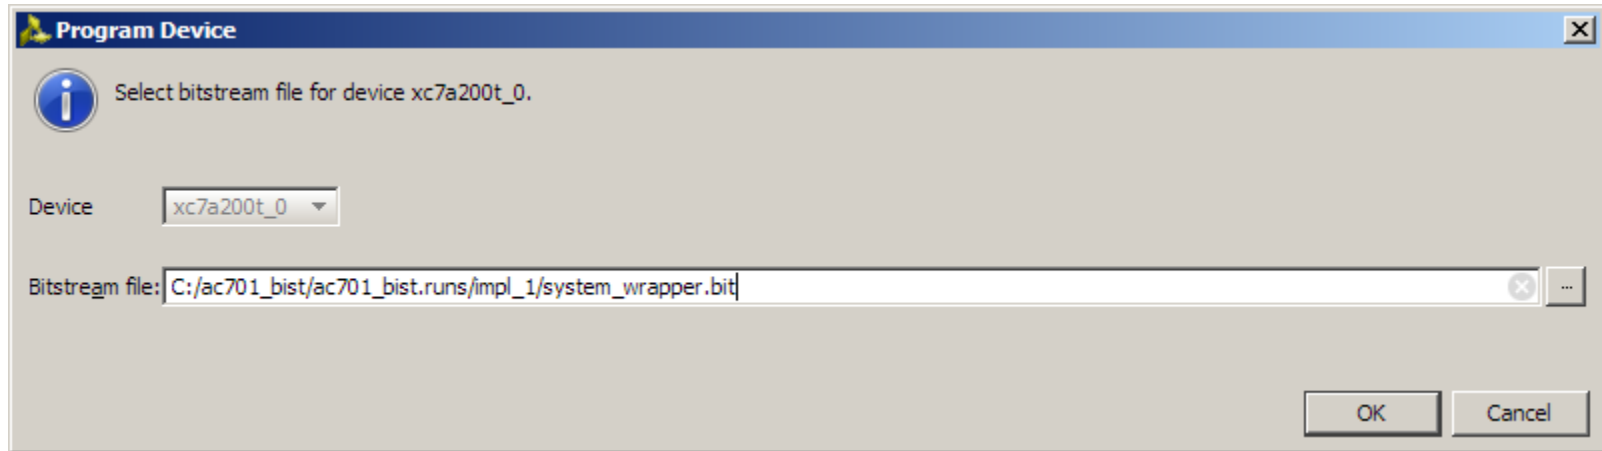 Program Device
Select bitstream file for device xc7a200t_0.
Device xc7a200t_0
Bitstream file: C:/ac701_bist/ac701_bist.runs/impl_1/system_wrapper.bit ...
OK Cancel